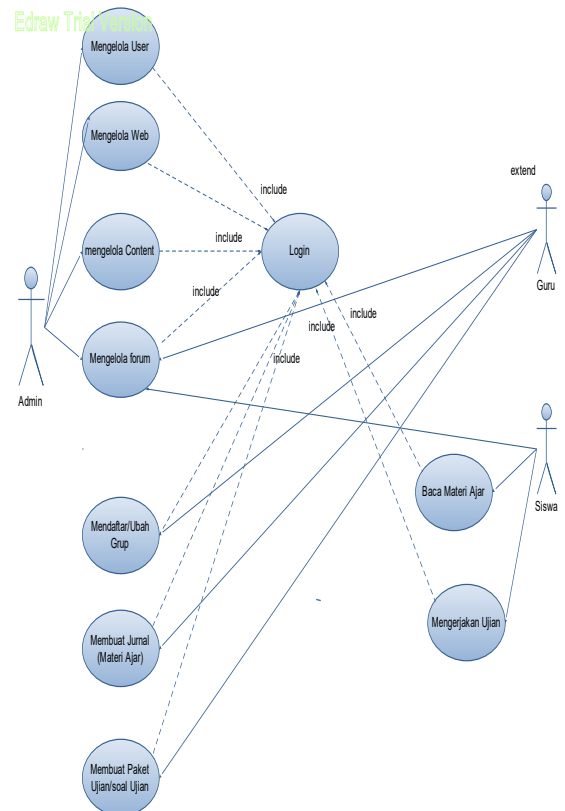 Edraw Trial Version
Mengelola User
Mengelola Web
include
extend
include
mengelola Content
Login
Guru
include
include
include
include
Mengelola forum
Admin
Baca Materi Ajar
Siswa
Mendaftar/Ubah
Grup
Mengerjakan Ujian
Membuat Jurnal
(Materi Ajar)
Membuat Paket
Ujian/soal Ujian